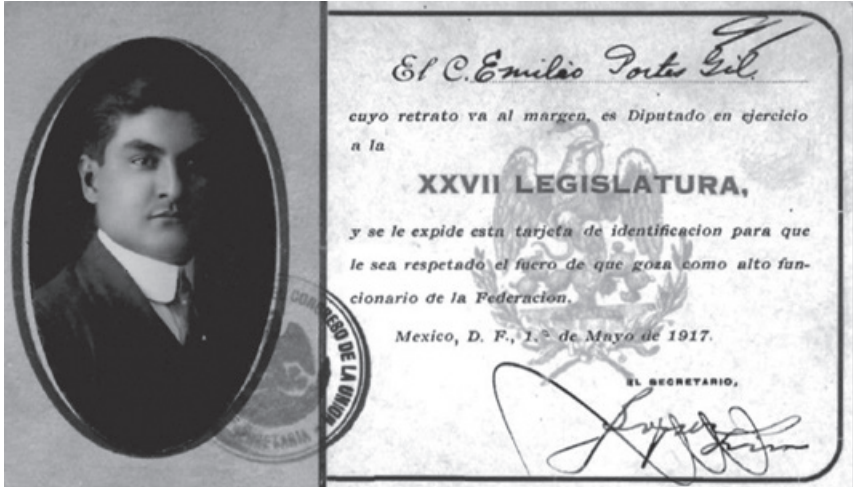 El C. Emilio Portes Gil
cuyo retrato va al margen, es Diputado en ejercicio
a la
XXVII LEGISLATURA,
y se le expide esta tarjeta de identificacion para que
le sea respetado el fuero de que goza como alto fun-
cionario de la Federacion.
Mexico, D. F., 1.º de Mayo de 1917.
EL SECRETARIO,
CONGRESO DE LA UNION
SECRETARIA